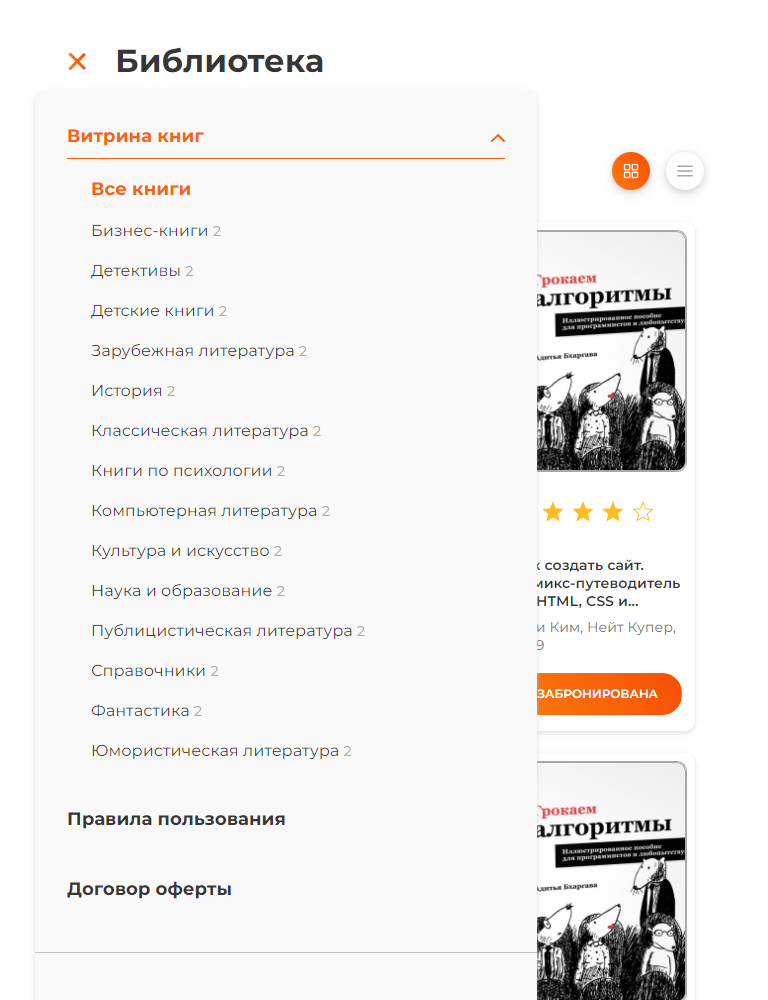 Библиотека
Витрина книг
Все книги
Бизнес-книги 2
Детективы 2
Детские книги 2
Зарубежная литература 2
История 2
Классическая литература 2
Книги по психологии 2
Компьютерная литература 2
Культура и искусство 2
Наука и образование 2
Публицистическая литература 2
Справочники 2
Фантастика 2
Юмористическая литература 2
Правила пользования
Договор оферты
Грокаем
алгоритмы
Иллюстрированное пособие
для программистов и любопытству
Адитья Бхаргава
к создать сайт.
микс-путеводитель
HTML, CSS и...
и Ким, Нейт Купер,
9
ЗАБРОНИРОВАНА
Грокаем
алгоритмы
Иллюстрированное пособие
для программистов и любопытству
Адитья Бхаргава